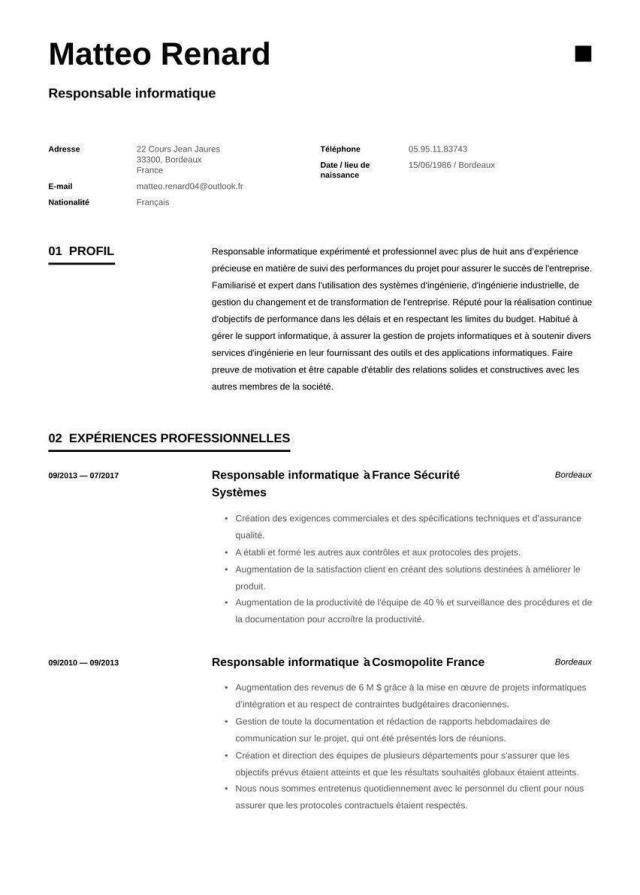 Matteo Renard
Responsable informatique
Adresse
22 Cours Jean Jaures
33300, Bordeaux
France
E-mail
matteo.renard04@outlook.fr
Nationalité
Français
Téléphone
05.95.11.83743
Date / lieu de
naissance
15/06/1986 / Bordeaux
01 PROFIL
Responsable informatique expérimenté et professionnel avec plus de huit ans d'expérience
précieuse en matière de suivi des performances du projet pour assurer le succès de l'entreprise.
Familiarisé et expert dans l'utilisation des systèmes d'ingénierie, d'ingénierie industrielle, de
gestion du changement et de transformation de l'entreprise. Réputé pour la réalisation continue
d'objectifs de performance dans les délais et en respectant les limites du budget. Habitué à
gérer le support informatique, à assurer la gestion de projets informatiques et à soutenir divers
services d'ingénierie en leur fournissant des outils et des applications informatiques. Faire
preuve de motivation et être capable d'établir des relations solides et constructives avec les
autres membres de la société.
02 EXPÉRIENCES PROFESSIONNELLES
09/2013 — 07/2017
Responsable informatique à France Sécurité
Systèmes
Bordeaux
• Création des exigences commerciales et des spécifications techniques et d'assurance
qualité.
• A établi et formé les autres aux contrôles et aux protocoles des projets.
• Augmentation de la satisfaction client en créant des solutions destinées à améliorer le
produit.
• Augmentation de la productivité de l'équipe de 40 % et surveillance des procédures et de
la documentation pour accroître la productivité.
09/2010 — 09/2013
Responsable informatique à Cosmopolite France
Bordeaux
• Augmentation des revenus de 6 M $ grâce à la mise en œuvre de projets informatiques
d'intégration et au respect de contraintes budgétaires draconiennes.
• Gestion de toute la documentation et rédaction de rapports hebdomadaires de
communication sur le projet, qui ont été présentés lors de réunions.
• Création et direction des équipes de plusieurs départements pour s'assurer que les
objectifs prévus étaient atteints et que les résultats souhaités globaux étaient atteints.
• Nous nous sommes entretenus quotidiennement avec le personnel du client pour nous
assurer que les protocoles contractuels étaient respectés.